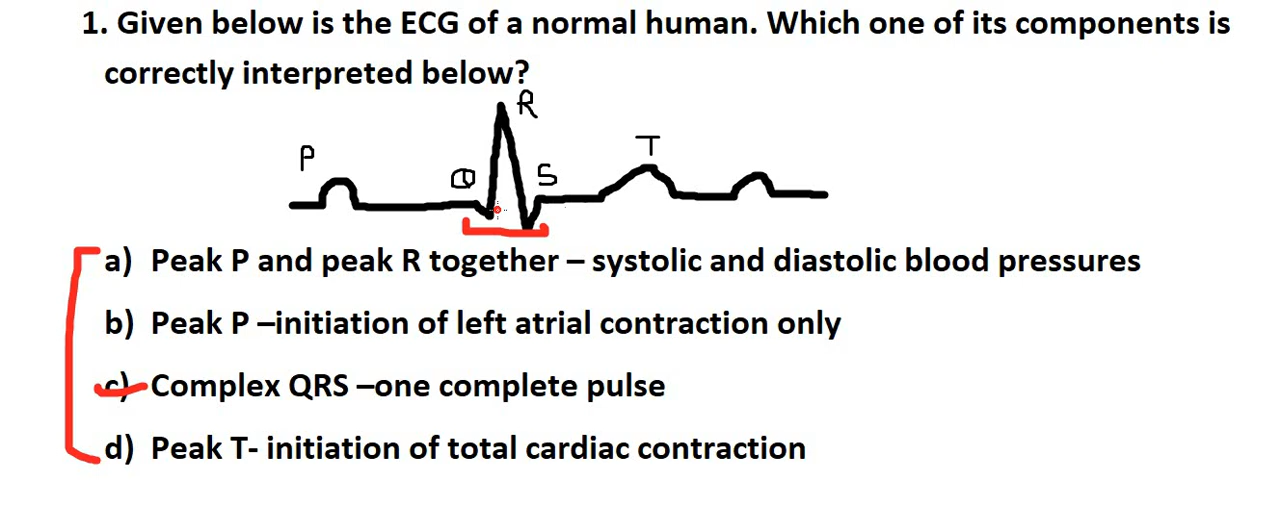 1. Given below is the ECG of a normal human. Which one of its components is
correctly interpreted below?
R
P
T
Q
S
a) Peak P and peak R together – systolic and diastolic blood pressures
b) Peak P –initiation of left atrial contraction only
c) Complex QRS –one complete pulse
d) Peak T- initiation of total cardiac contraction